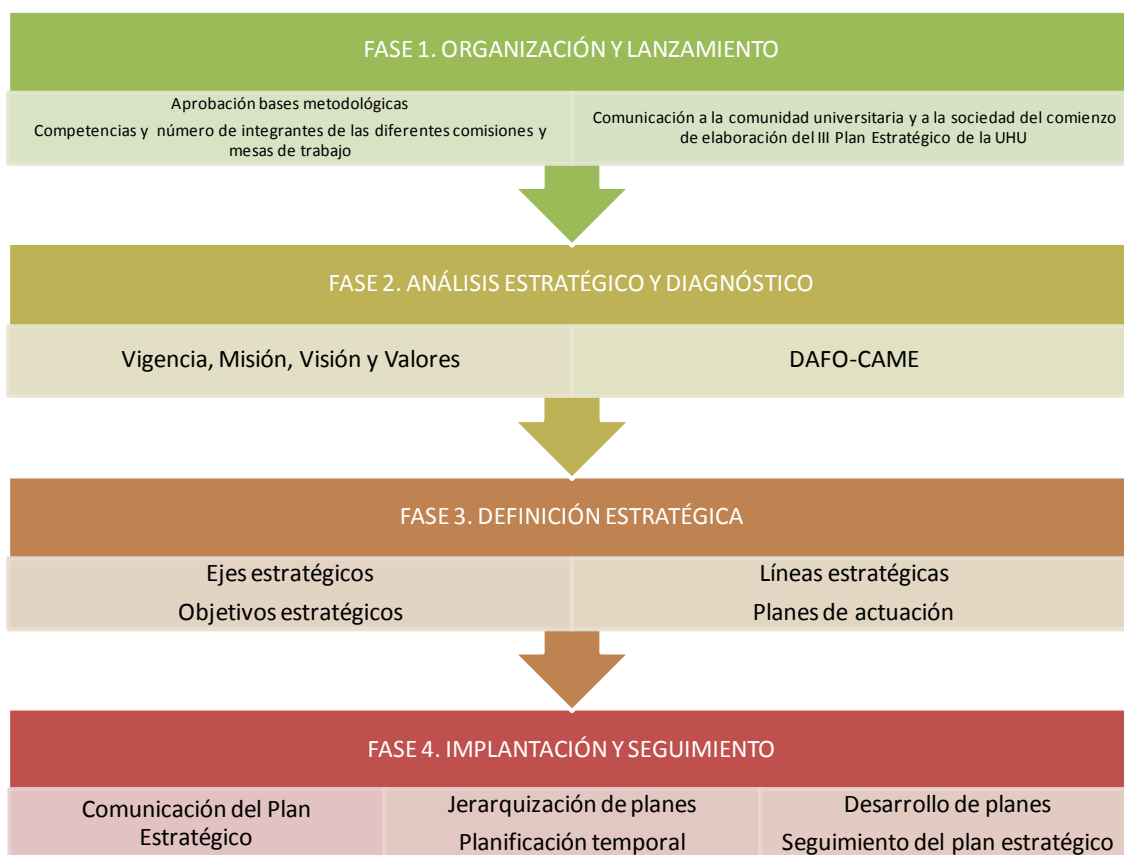 FASE 1. ORGANIZACIÓN Y LANZAMIENTO
Aprobación bases metodológicas
Competencias y número de integrantes de las diferentes comisiones y
mesas de trabajo
Comunicación a la comunidad universitaria y a la sociedad del comienzo
de elaboración del III Plan Estratégico de la UHU
FASE 2. ANÁLISIS ESTRATÉGICO Y DIAGNÓSTICO
Vigencia, Misión, Visión y Valores
DAFO-CAME
FASE 3. DEFINICIÓN ESTRATÉGICA
Ejes estratégicos
Objetivos estratégicos
Líneas estratégicas
Planes de actuación
FASE 4. IMPLANTACIÓN Y SEGUIMIENTO
Comunicación del Plan
Estratégico
Jerarquización de planes
Planificación temporal
Desarrollo de planes
Seguimiento del plan estratégico